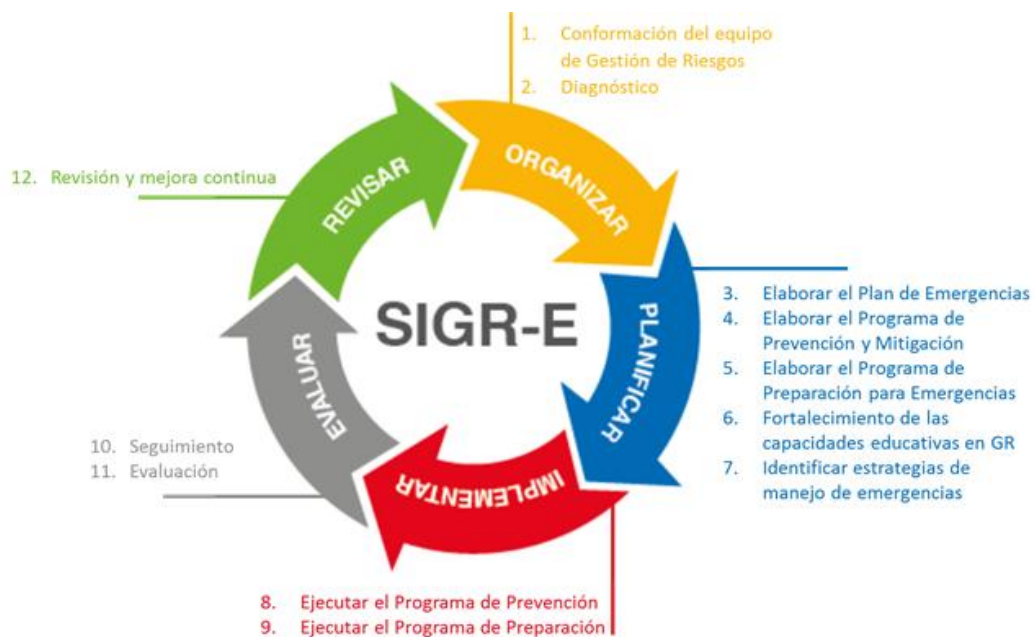 1. Conformación del equipo
de Gestión de Riesgos
2. Diagnóstico
ORGANIZAR
3. Elaborar el Plan de Emergencias
4. Elaborar el Programa de
Prevención y Mitigación
5. Elaborar el Programa de
Preparación para Emergencias
6. Fortalecimiento de las
capacidades educativas en GR
7. Identificar estrategias de
manejo de emergencias
PLANIFICAR
8. Ejecutar el Programa de Prevención
9. Ejecutar el Programa de Preparación
IMPLEMENTAR
10. Seguimiento
11. Evaluación
EVALUAR
12. Revisión y mejora continua
REVISAR
SIGR-E